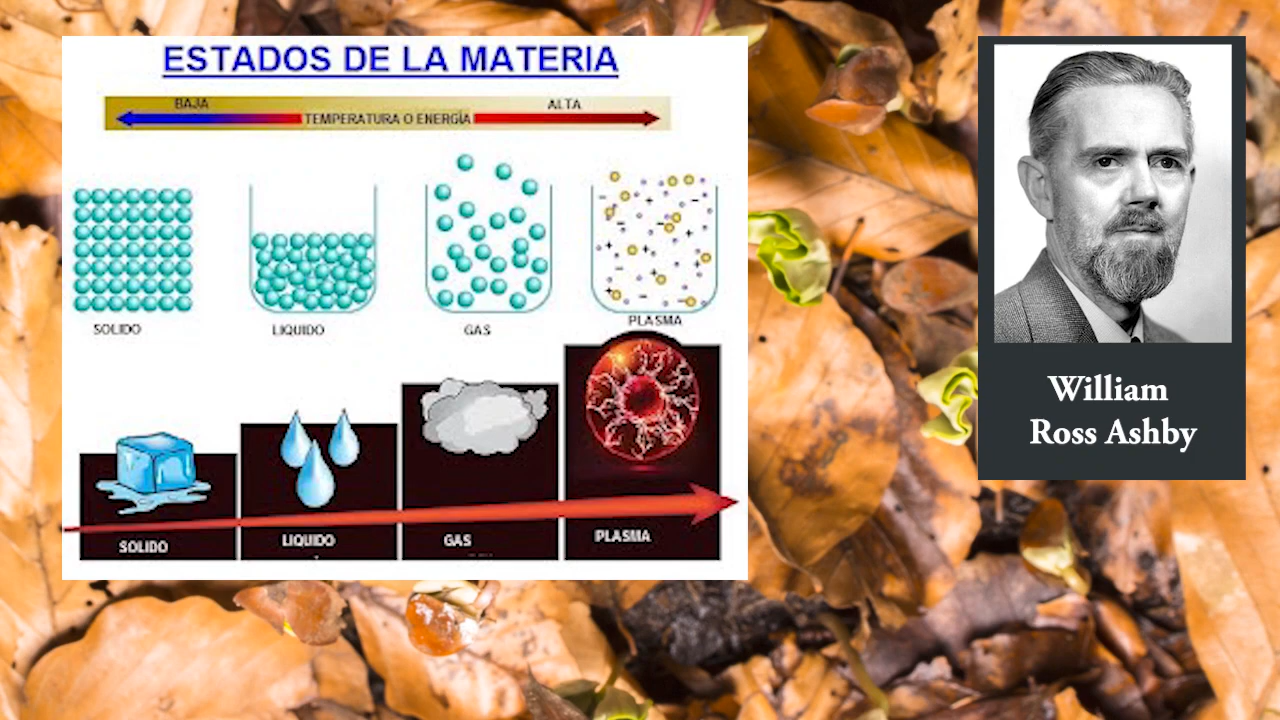 ESTADOS DE LA MATERIA
BAJA
ALTA
TEMPERATURA O ENERGÍA
SOLIDO
LIQUIDO
GAS
PLASMA
SOLIDO
LIQUIDO
GAS
PLASMA
William
Ross Ashby